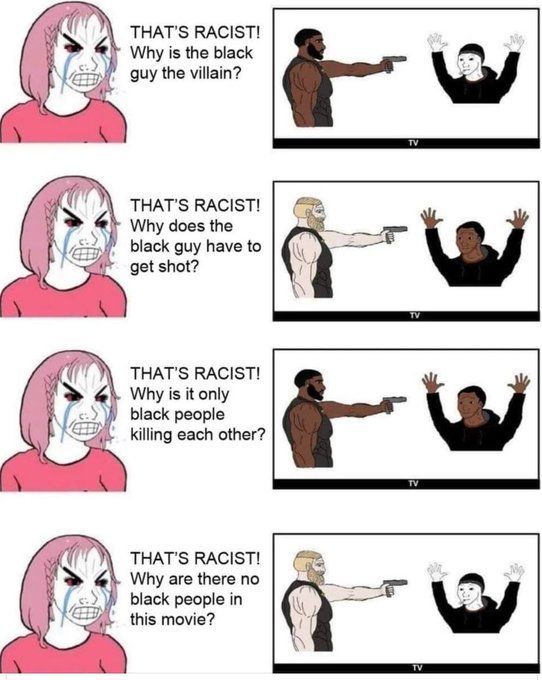 THAT'S RACIST!
Why is the black
guy the villain?
TV
THAT'S RACIST!
Why does the
black guy have to
get shot?
TV
THAT'S RACIST!
Why is it only
black people
killing each other?
TV
THAT'S RACIST!
Why are there no
black people in
this movie?
TV